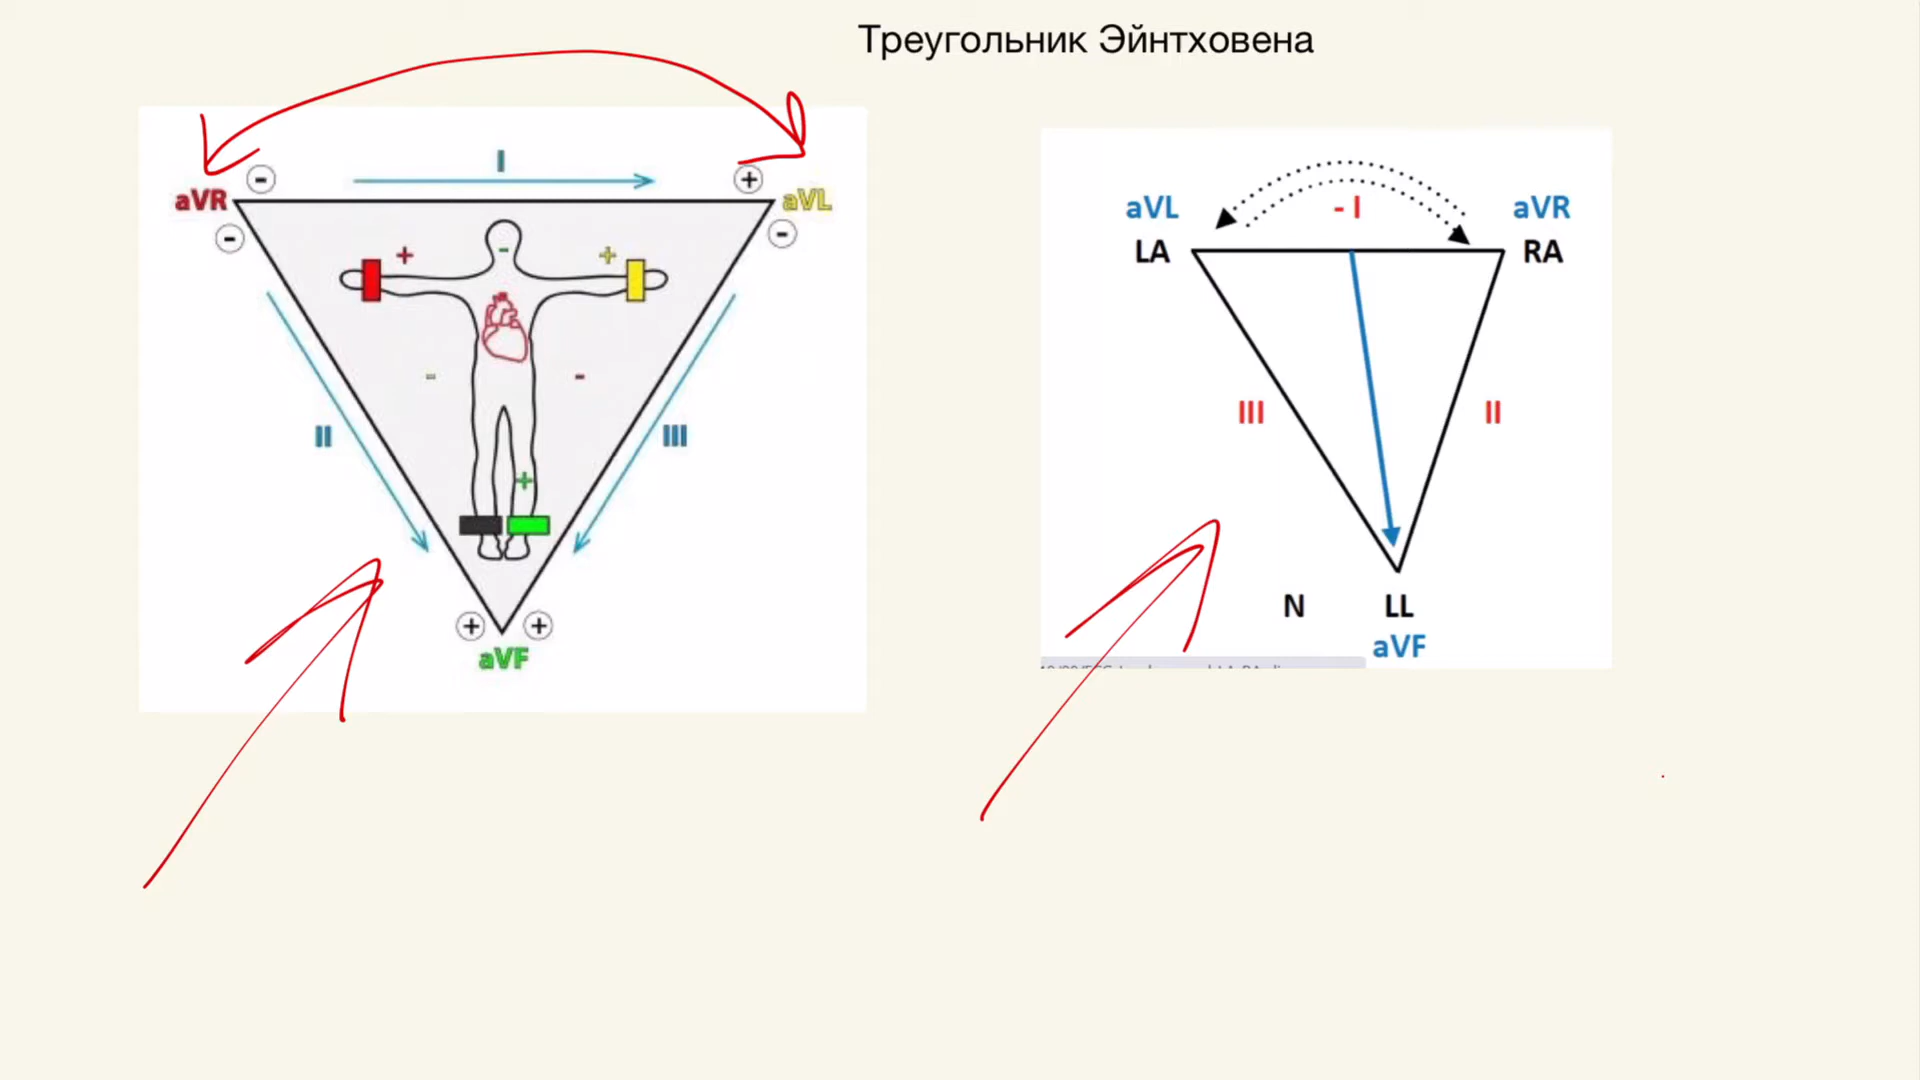 Треугольник Эйнтховена
I
aVR - + aVL
- -
+ - +
- -
II III
+
+ +
aVF
aVL - I aVR
LA RA
III II
N LL
aVF